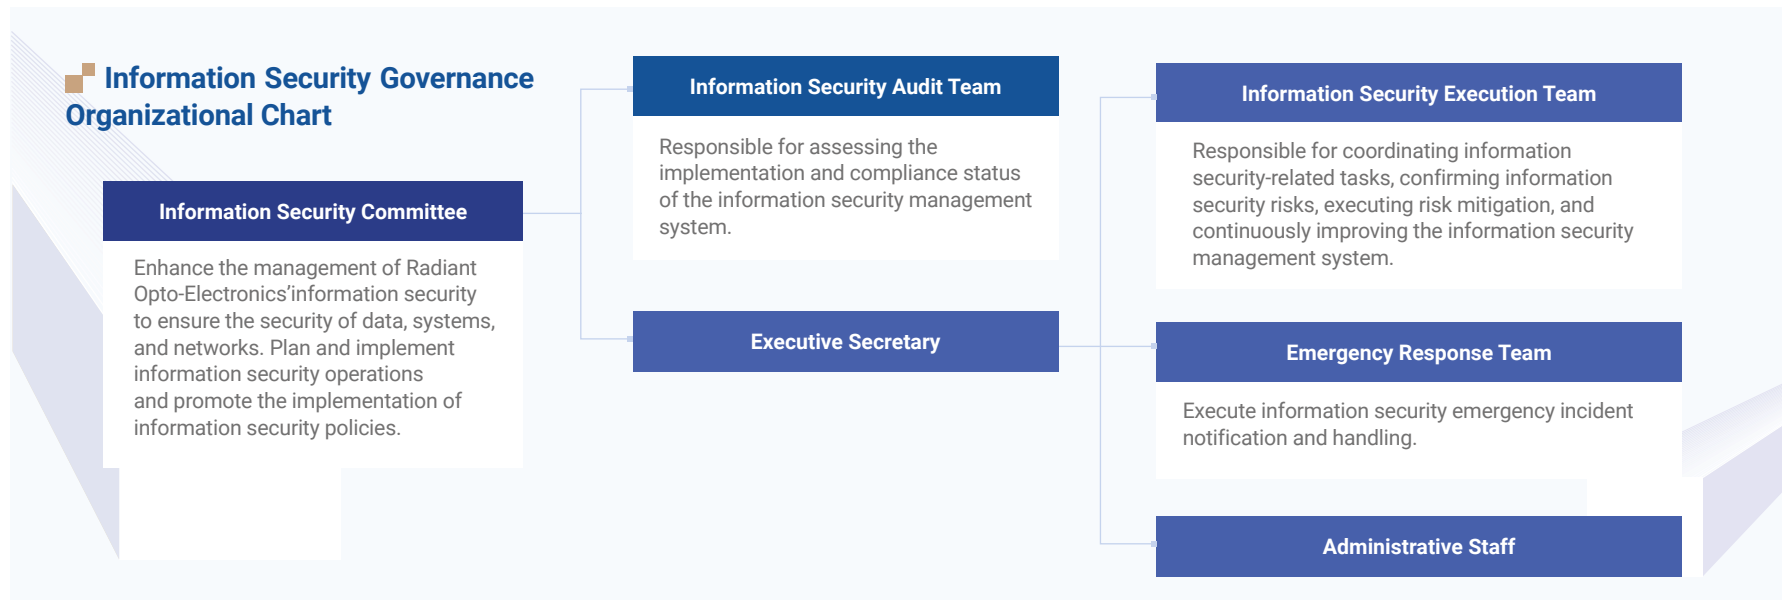 Information Security Governance
Organizational Chart
Information Security Committee
Enhance the management of Radiant
Opto-Electronics’information security
to ensure the security of data, systems,
and networks. Plan and implement
information security operations
and promote the implementation of
information security policies.
Information Security Audit Team
Responsible for assessing the
implementation and compliance status
of the information security management
system.
Executive Secretary
Information Security Execution Team
Responsible for coordinating information
security-related tasks, confirming information
security risks, executing risk mitigation, and
continuously improving the information security
management system.
Emergency Response Team
Execute information security emergency incident
notification and handling.
Administrative Staff